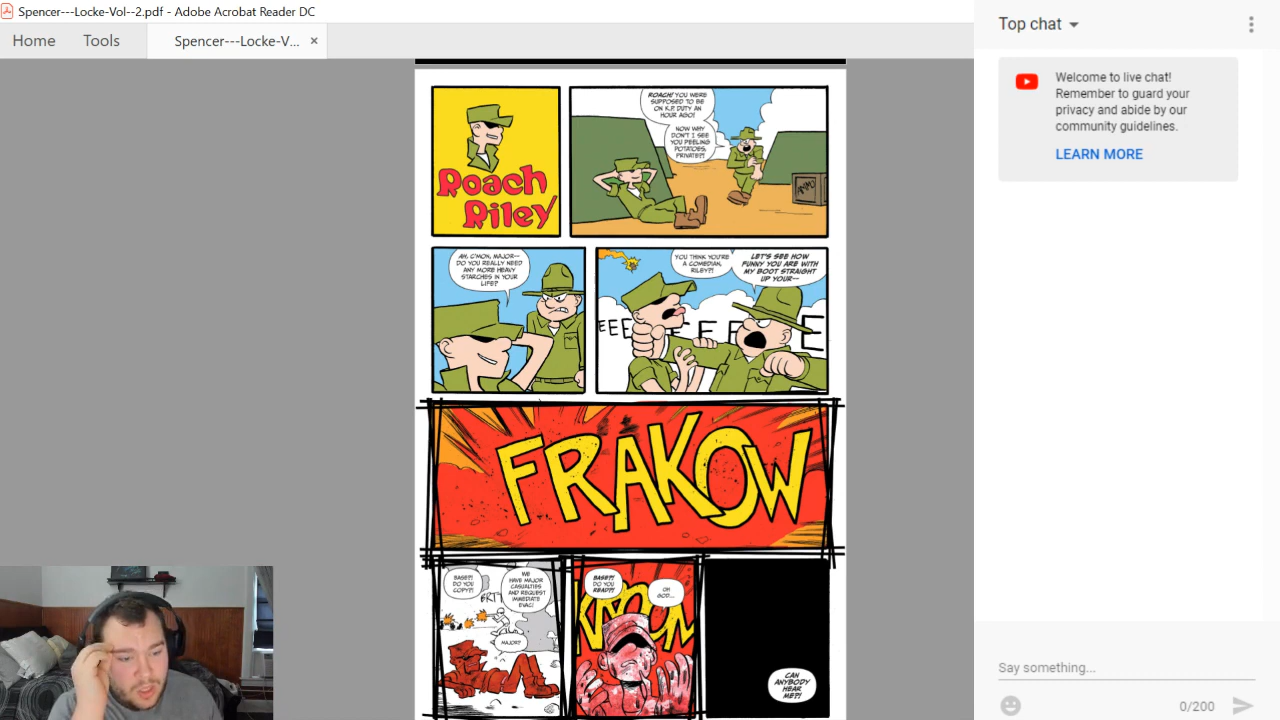 Spencer---Locke-Vol--2.pdf - Adobe Acrobat Reader DC
Home
Tools
Spencer---Locke-V...
×
Top chat
Welcome to live chat!
Remember to guard your
privacy and abide by our
community guidelines.
LEARN MORE
Roach
Riley
ROACH! YOU WERE
SUPPOSED TO BE
ON K.P. DUTY AN
HOUR AGO!
NOW WHY
DON'T I SEE
YOU PEELING
POTATOES,
PRIVATE?!
AMMO
AH, C'MON, MAJOR--
DO YOU REALLY NEED
ANY MORE HEAVY
STARCHES IN YOUR
LIFE?
YOU THINK YOU'RE
A COMEDIAN,
RILEY?!
LET'S SEE HOW
FUNNY YOU ARE WITH
MY BOOT STRAIGHT
UP YOUR--
EEE EE E E
FRAKOW
BASE?!
DO YOU
COPY?!
WE
HAVE MAJOR
CASUALTIES
AND REQUEST
IMMEDIATE
EVAC!
MAJOR?
BASE?!
DO YOU
READ?!
OH
GOD...
CAN
ANYBODY
HEAR
ME?!
Say something...
0/200